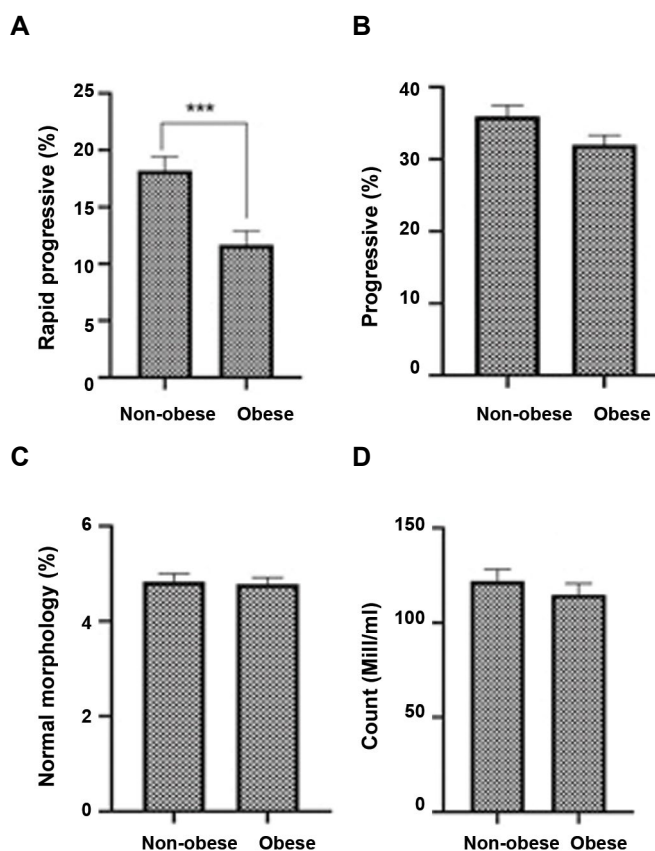 A
Rapid progressive (%)
25
20
15
10
5
0
***
Non-obese Obese
B
Progressive (%)
40
30
20
10
0
Non-obese Obese
C
Normal morphology (%)
6
4
2
0
Non-obese Obese
D
Count (Mill/ml)
150
100
50
0
Non-obese Obese